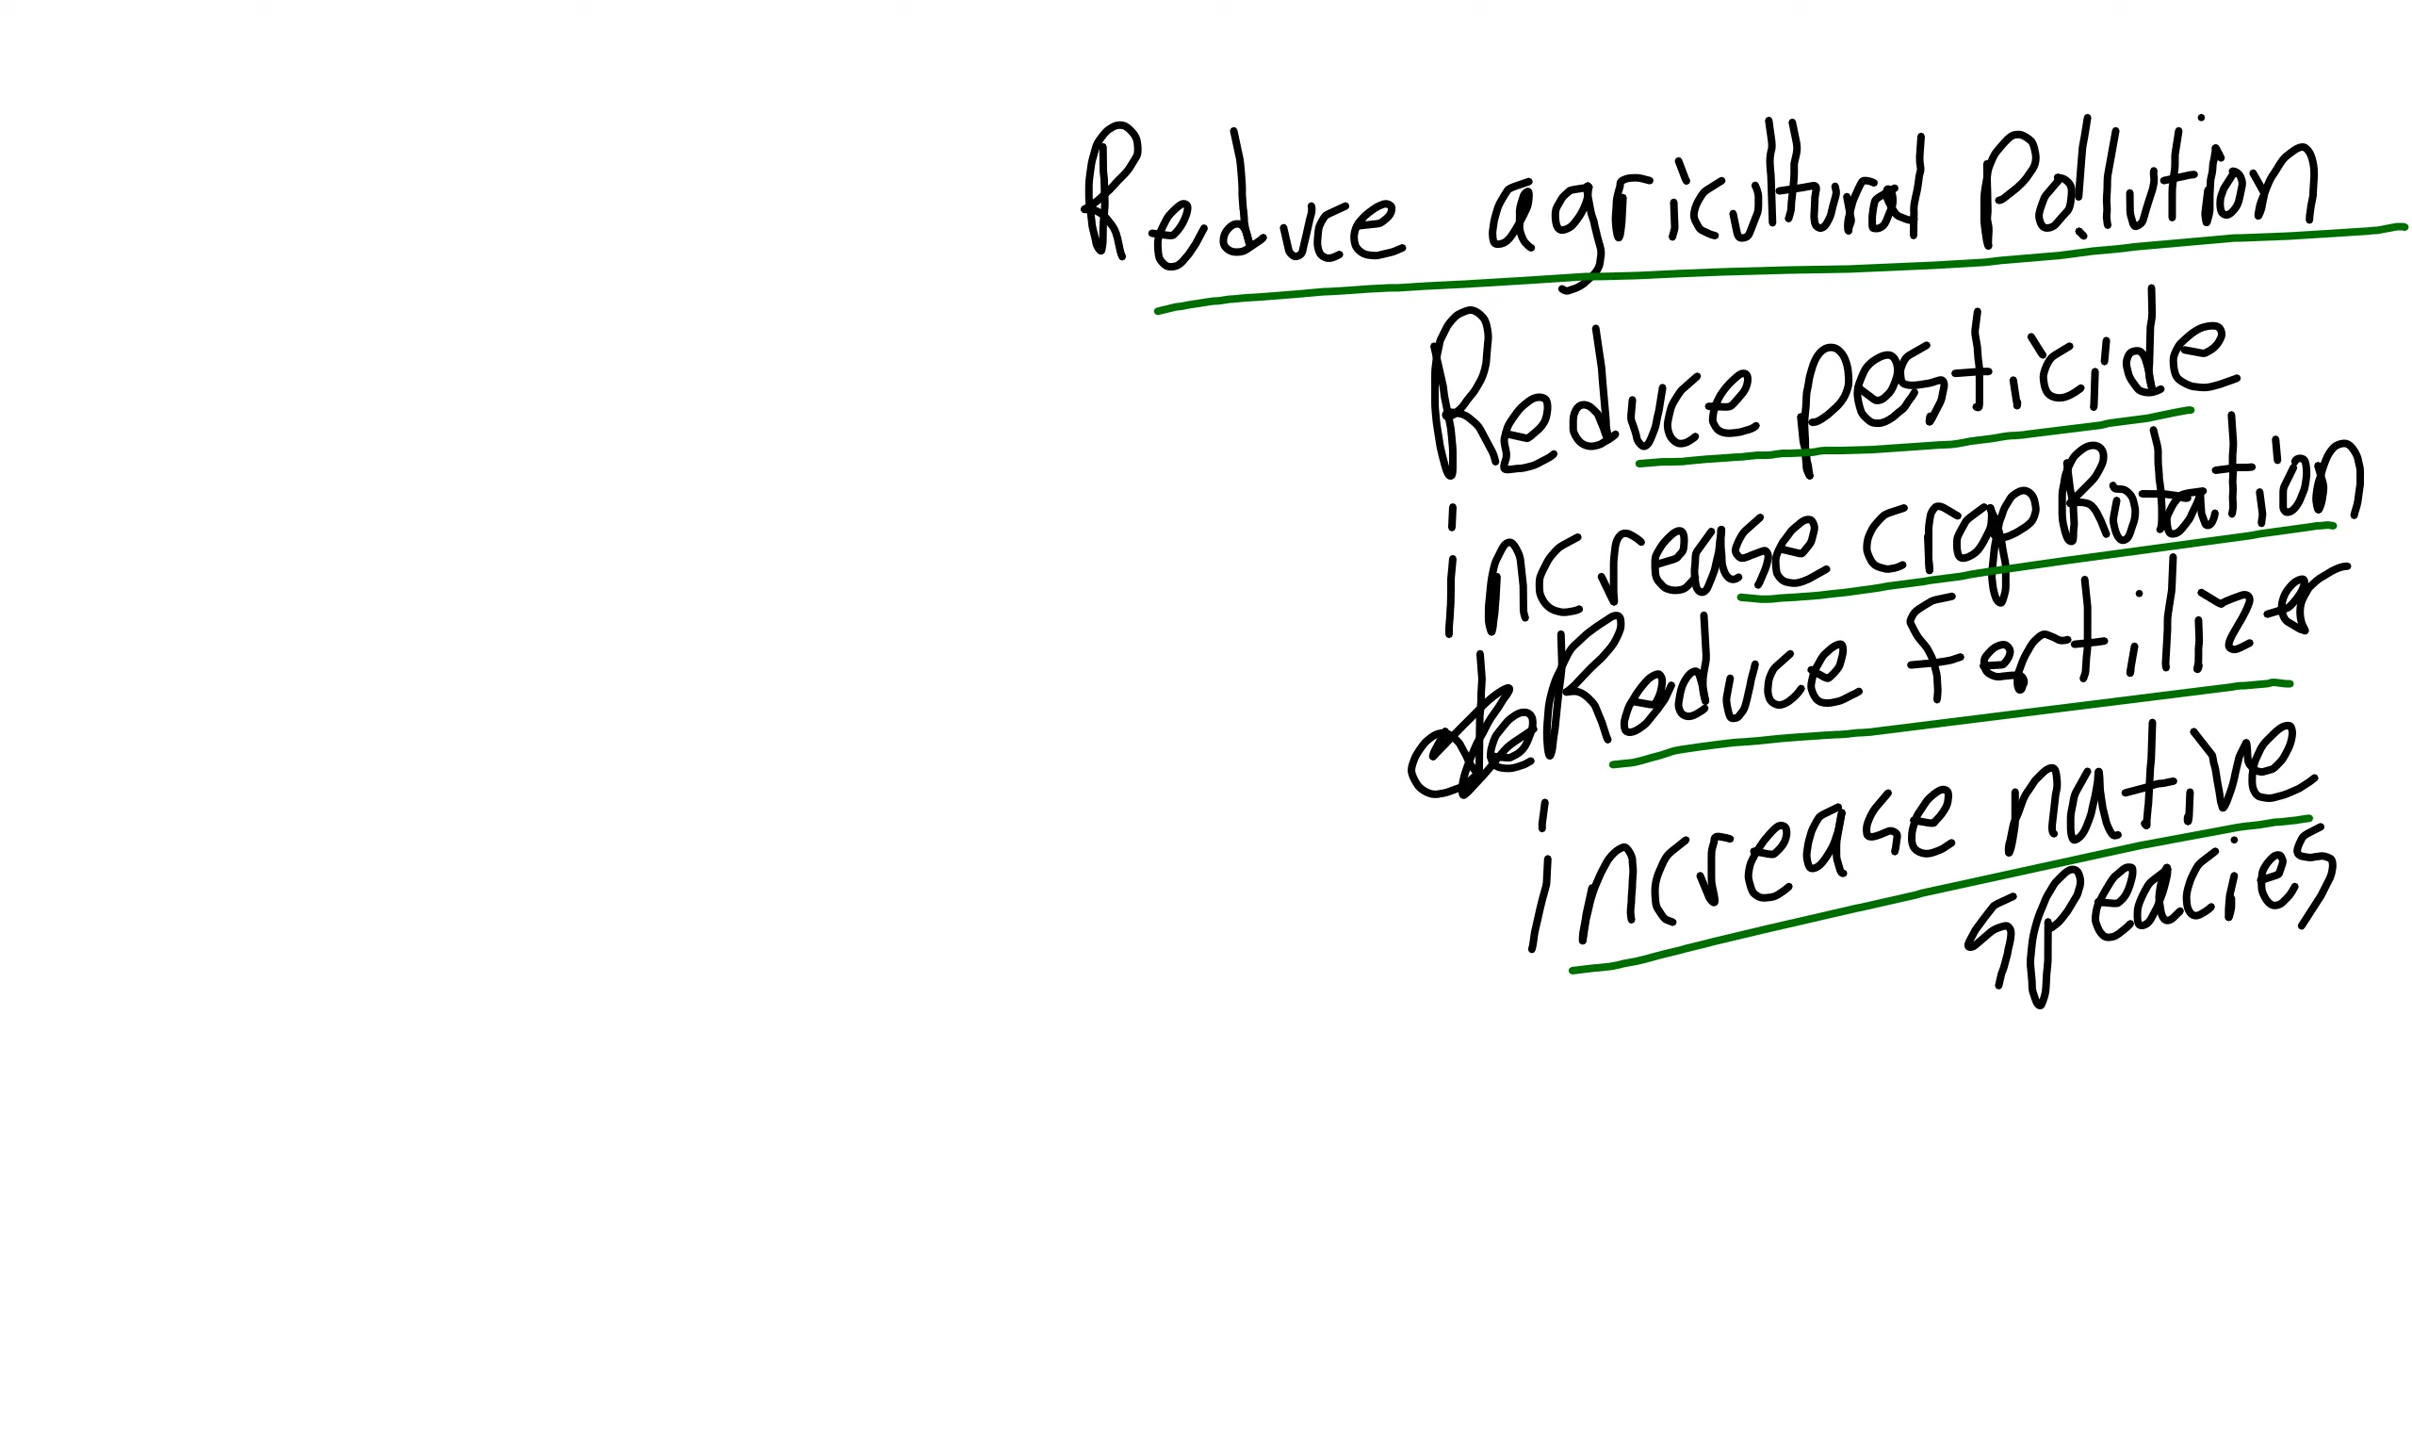 Reduce agricultural Pollution
Reduce pesticide
increase crop Rotation
Reduce fertilizer
increase native
speacies